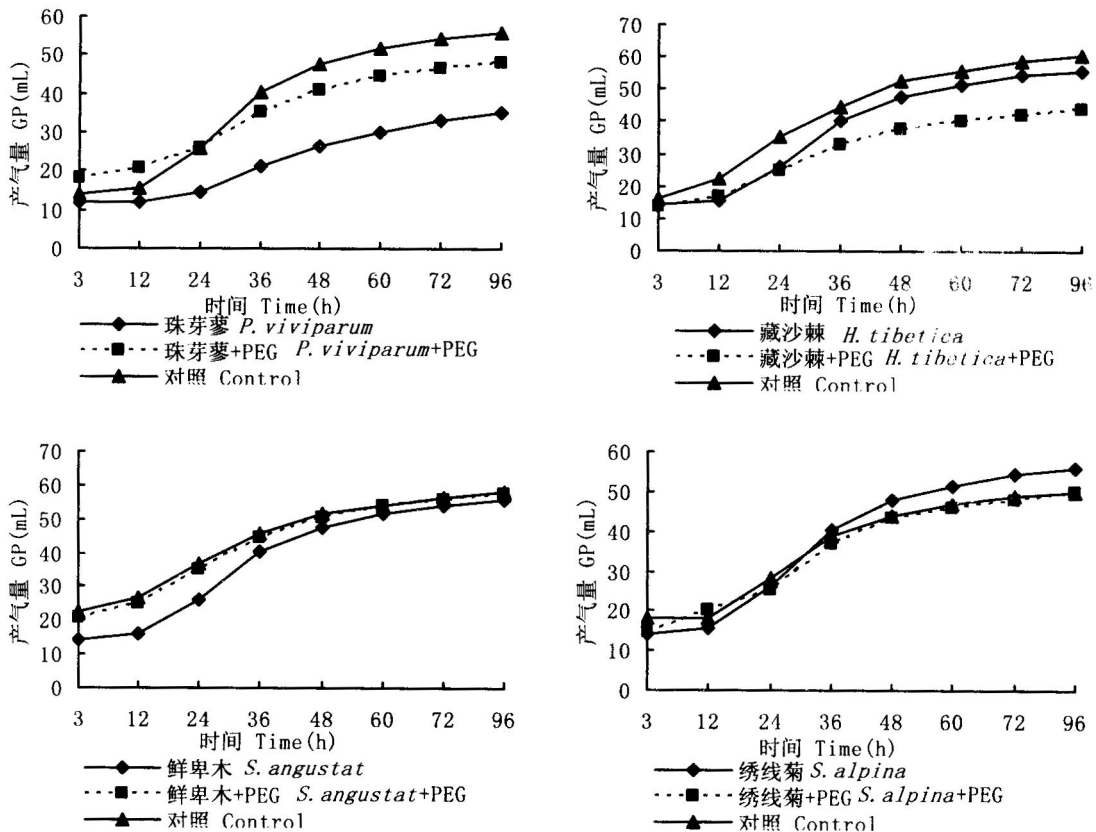 产气量 GP(mL)
60
50
40
30
20
10
0
3 12 24 36 48 60 72 96
时间 Time(h)
珠芽蓼 P.viviparum
珠芽蓼+PEG P.viviparum+PEG
对照 Control
产气量 GP(mL)
70
60
50
40
30
20
10
0
3 12 24 36 48 60 72 96
时间 Time(h)
藏沙棘 H.tibetica
藏沙棘+PEG H.tibetica+PEG
对照 Control
产气量 GP(mL)
70
60
50
40
30
20
10
0
3 12 24 36 48 60 72 96
时间 Time(h)
鲜卑木 S.angustat
鲜卑木+PEG S.angustat+PEG
对照 Control
产气量 GP(mL)
60
50
40
30
20
10
0
3 12 24 36 48 60 72 96
时间 Time(h)
绣线菊 S.alpina
绣线菊+PEG S.alpina+PEG
对照 Control